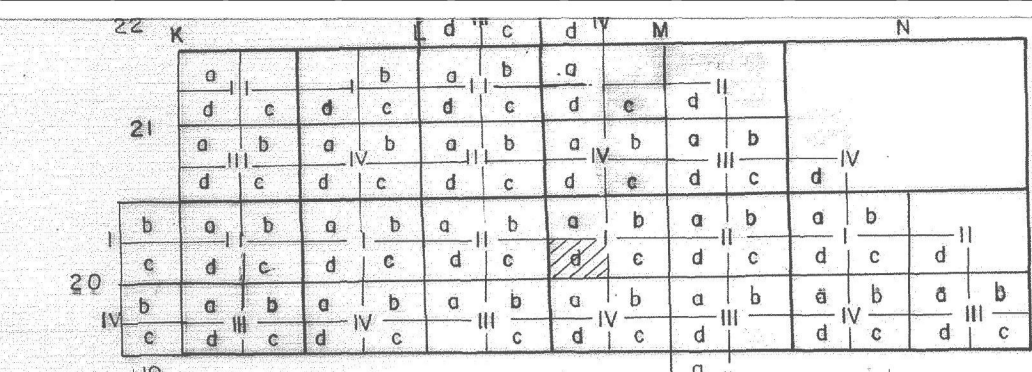 22 K L d III c d IV M N
a b a b a
II I II II
d c d c d c d c d
21
a b a b a b a b a b
III IV III IV III IV
d c d c d c d c d c d
b a b a b a b a b a b a b
I II I II I II I II
c d c d c d c d c d c d c d
20
b a b a b a b a b a b a b a b
IV III IV III IV III IV III
c d c d c d c d d c d c
a